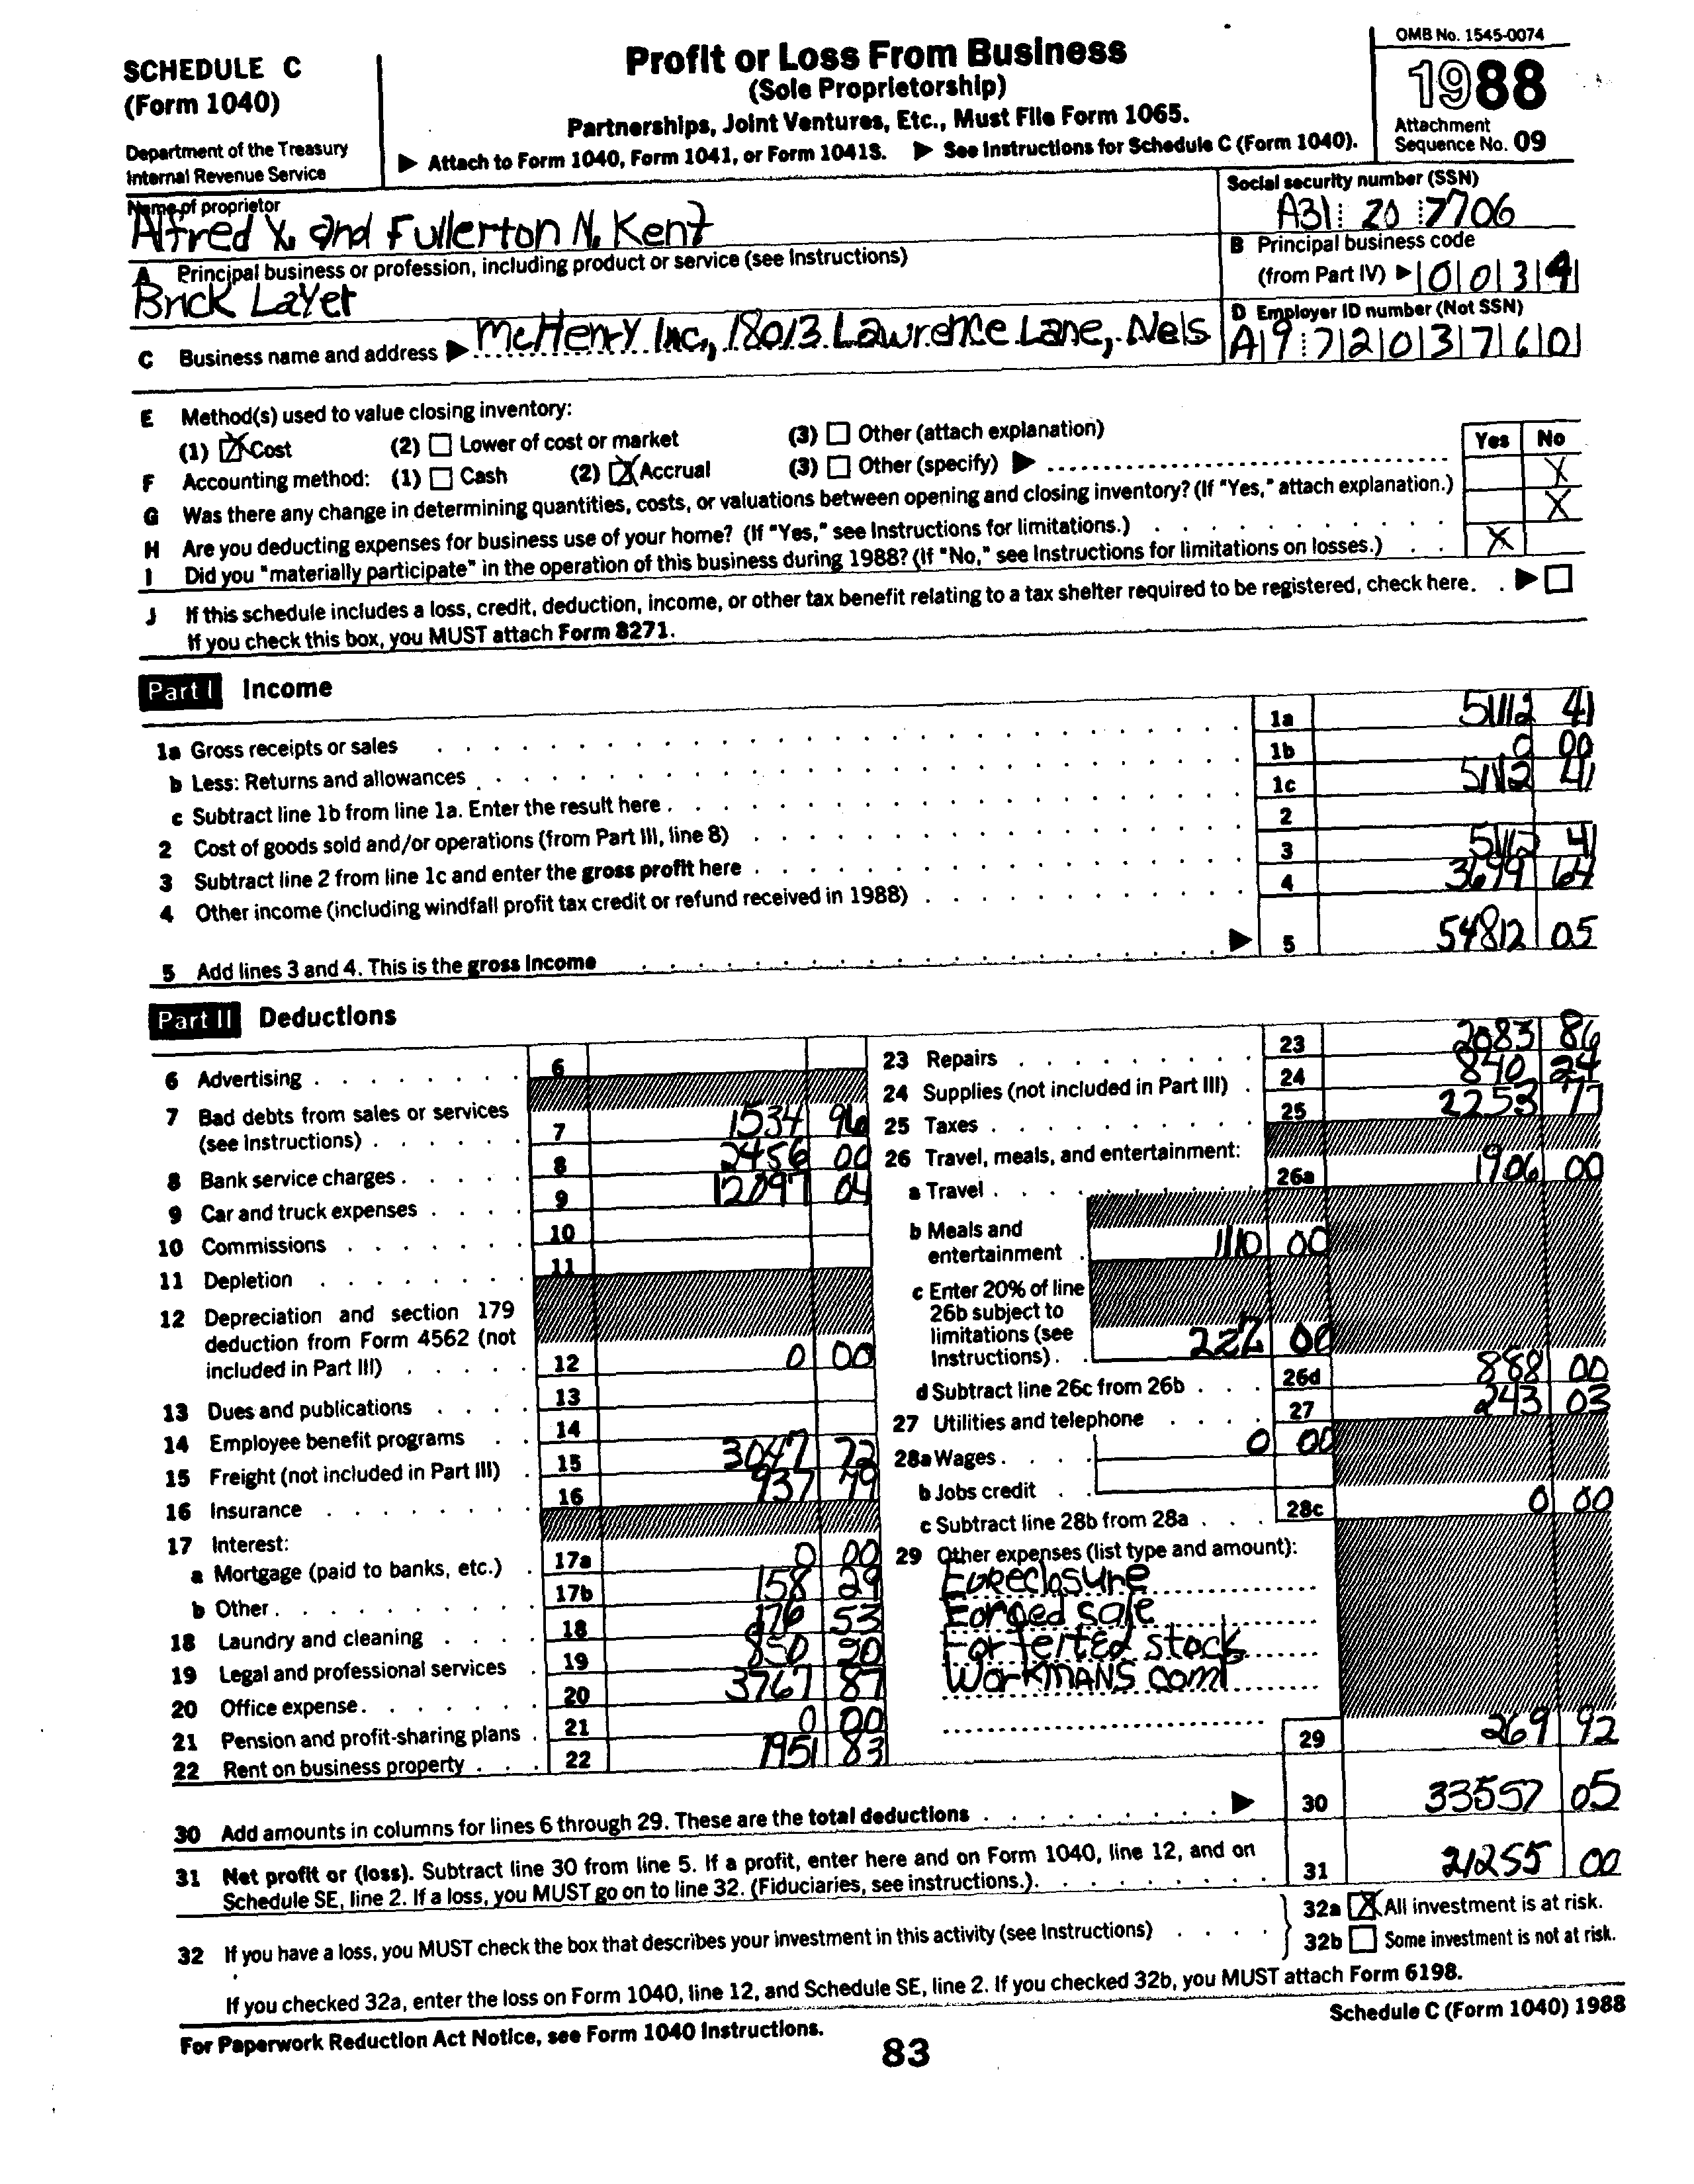 SCHEDULE C
(Form 1040)
Department of the Treasury
Internal Revenue Service
Profit or Loss From Business
(Sole Proprietorship)
Partnerships, Joint Ventures, Etc., Must File Form 1065.
▶ Attach to Form 1040, Form 1041, or Form 1041S. ▶ See Instructions for Schedule C (Form 1040).
OMB No. 1545-0074
1988
Attachment
Sequence No. 09
Name of proprietor
Alfred X. and Fullerton N. Kent
Social security number (SSN)
A31 20 7706
A Principal business or profession, including product or service (see Instructions)
Brick Layer
B Principal business code
(from Part IV) ▶ 0 0 3 4
C Business name and address ▶ McHenry Inc., 18013 Lawrence Lane, Nels
D Employer ID number (Not SSN)
A9 7203760
E Method(s) used to value closing inventory:
(1) X Cost (2) Lower of cost or market (3) Other (attach explanation)
Yes No
F Accounting method: (1) Cash (2) X Accrual (3) Other (specify) ▶
G Was there any change in determining quantities, costs, or valuations between opening and closing inventory? (If "Yes," attach explanation.) X
H Are you deducting expenses for business use of your home? (If "Yes," see Instructions for limitations.) X
I Did you "materially participate" in the operation of this business during 1988? (If "No," see Instructions for limitations on losses.) X
J If this schedule includes a loss, credit, deduction, income, or other tax benefit relating to a tax shelter required to be registered, check here. ▶
If you check this box, you MUST attach Form 8271.
Part I Income
1a Gross receipts or sales 1a 51112 41
b Less: Returns and allowances 1b 0 00
c Subtract line 1b from line 1a. Enter the result here 1c 51112 41
2 Cost of goods sold and/or operations (from Part III, line 8) 2
3 Subtract line 2 from line 1c and enter the gross profit here 3 51112 41
4 Other income (including windfall profit tax credit or refund received in 1988) 4 3699 64
5 Add lines 3 and 4. This is the gross income ▶ 5 54812 05
Part II Deductions
6 Advertising 6
7 Bad debts from sales or services
(see Instructions) 7 1534 96
8 Bank service charges 8 2456 00
9 Car and truck expenses 9 12097 04
10 Commissions 10
11 Depletion 11
12 Depreciation and section 179
deduction from Form 4562 (not
included in Part III) 12 0 00
13 Dues and publications 13
14 Employee benefit programs 14
15 Freight (not included in Part III) 15 3047 72
16 Insurance 16 937 49
17 Interest:
a Mortgage (paid to banks, etc.) 17a 0 00
b Other 17b 158 29
18 Laundry and cleaning 18 176 53
19 Legal and professional services 19 850 20
20 Office expense 20 3767 87
21 Pension and profit-sharing plans 21 0 00
22 Rent on business property 22 1951 83
23 Repairs 23 2083 86
24 Supplies (not included in Part III) 24 840 24
25 Taxes 25 2253 77
26 Travel, meals, and entertainment:
a Travel 26a 1906 00
b Meals and
entertainment 1110 00
c Enter 20% of line
26b subject to
limitations (see
Instructions) 222 00
d Subtract line 26c from 26b 26d 888 00
27 Utilities and telephone 27 243 03
28a Wages 0 00
b Jobs credit
c Subtract line 28b from 28a 28c 0 00
29 Other expenses (list type and amount):
Foreclosure
Forged sale
Forfeited stock
Workmans com
29 269 92
30 Add amounts in columns for lines 6 through 29. These are the total deductions ▶ 30 33557 05
31 Net profit or (loss). Subtract line 30 from line 5. If a profit, enter here and on Form 1040, line 12, and on
Schedule SE, line 2. If a loss, you MUST go on to line 32. (Fiduciaries, see instructions.) 31 21255 00
32 If you have a loss, you MUST check the box that describes your investment in this activity (see Instructions)
32a X All investment is at risk.
32b Some investment is not at risk.
If you checked 32a, enter the loss on Form 1040, line 12, and Schedule SE, line 2. If you checked 32b, you MUST attach Form 6198.
For Paperwork Reduction Act Notice, see Form 1040 Instructions.
Schedule C (Form 1040) 1988
83